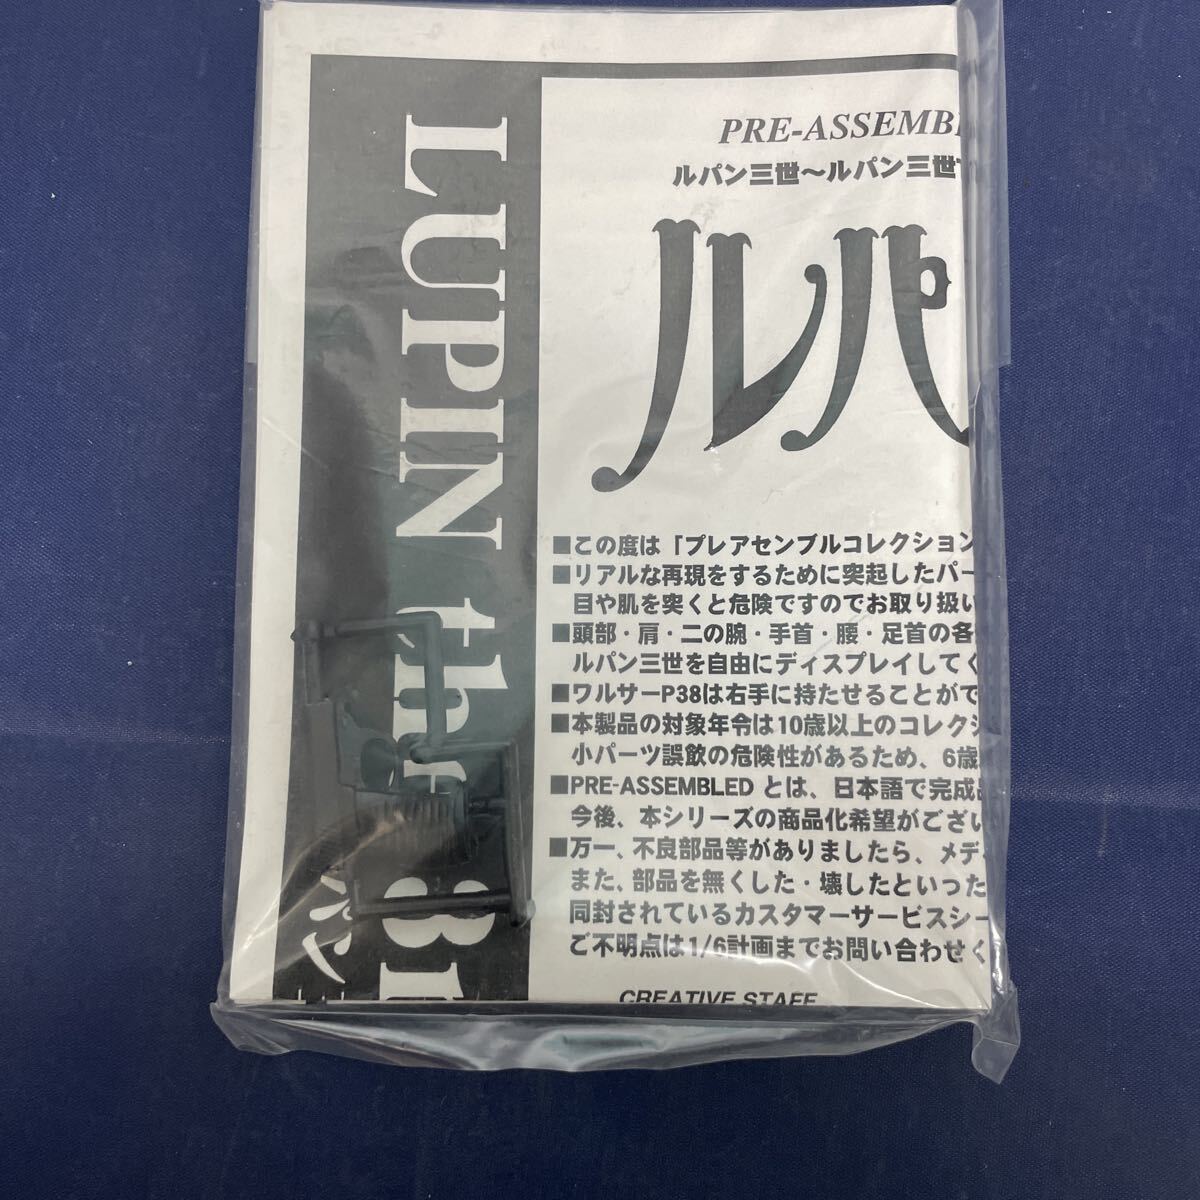 LUPIN the 3r
PRE-ASSEMB
ルパン三世～ルパン三世
ルパ
■この度は「プレアセンブルコレクション
■リアルな再現をするために突起したパー
目や肌を突くと危険ですのでお取り扱い
■頭部・肩・二の腕・手首・腰・足首の各
ルパン三世を自由にディスプレイしてく
■ワルサーP38は右手に持たせることがで
■本製品の対象年令は10歳以上のコレク
小パーツ誤飲の危険性があるため、6歳
■PRE-ASSEMBLED とは、日本語で完成
今後、本シリーズの商品化希望がござい
■万一、不良部品等がありましたら、メデ
また、部品を無くした・壊したといった
同封されているカスタマーサービスシー
ご不明点は1/6計画までお問い合わせく
CREATIVE STAFF